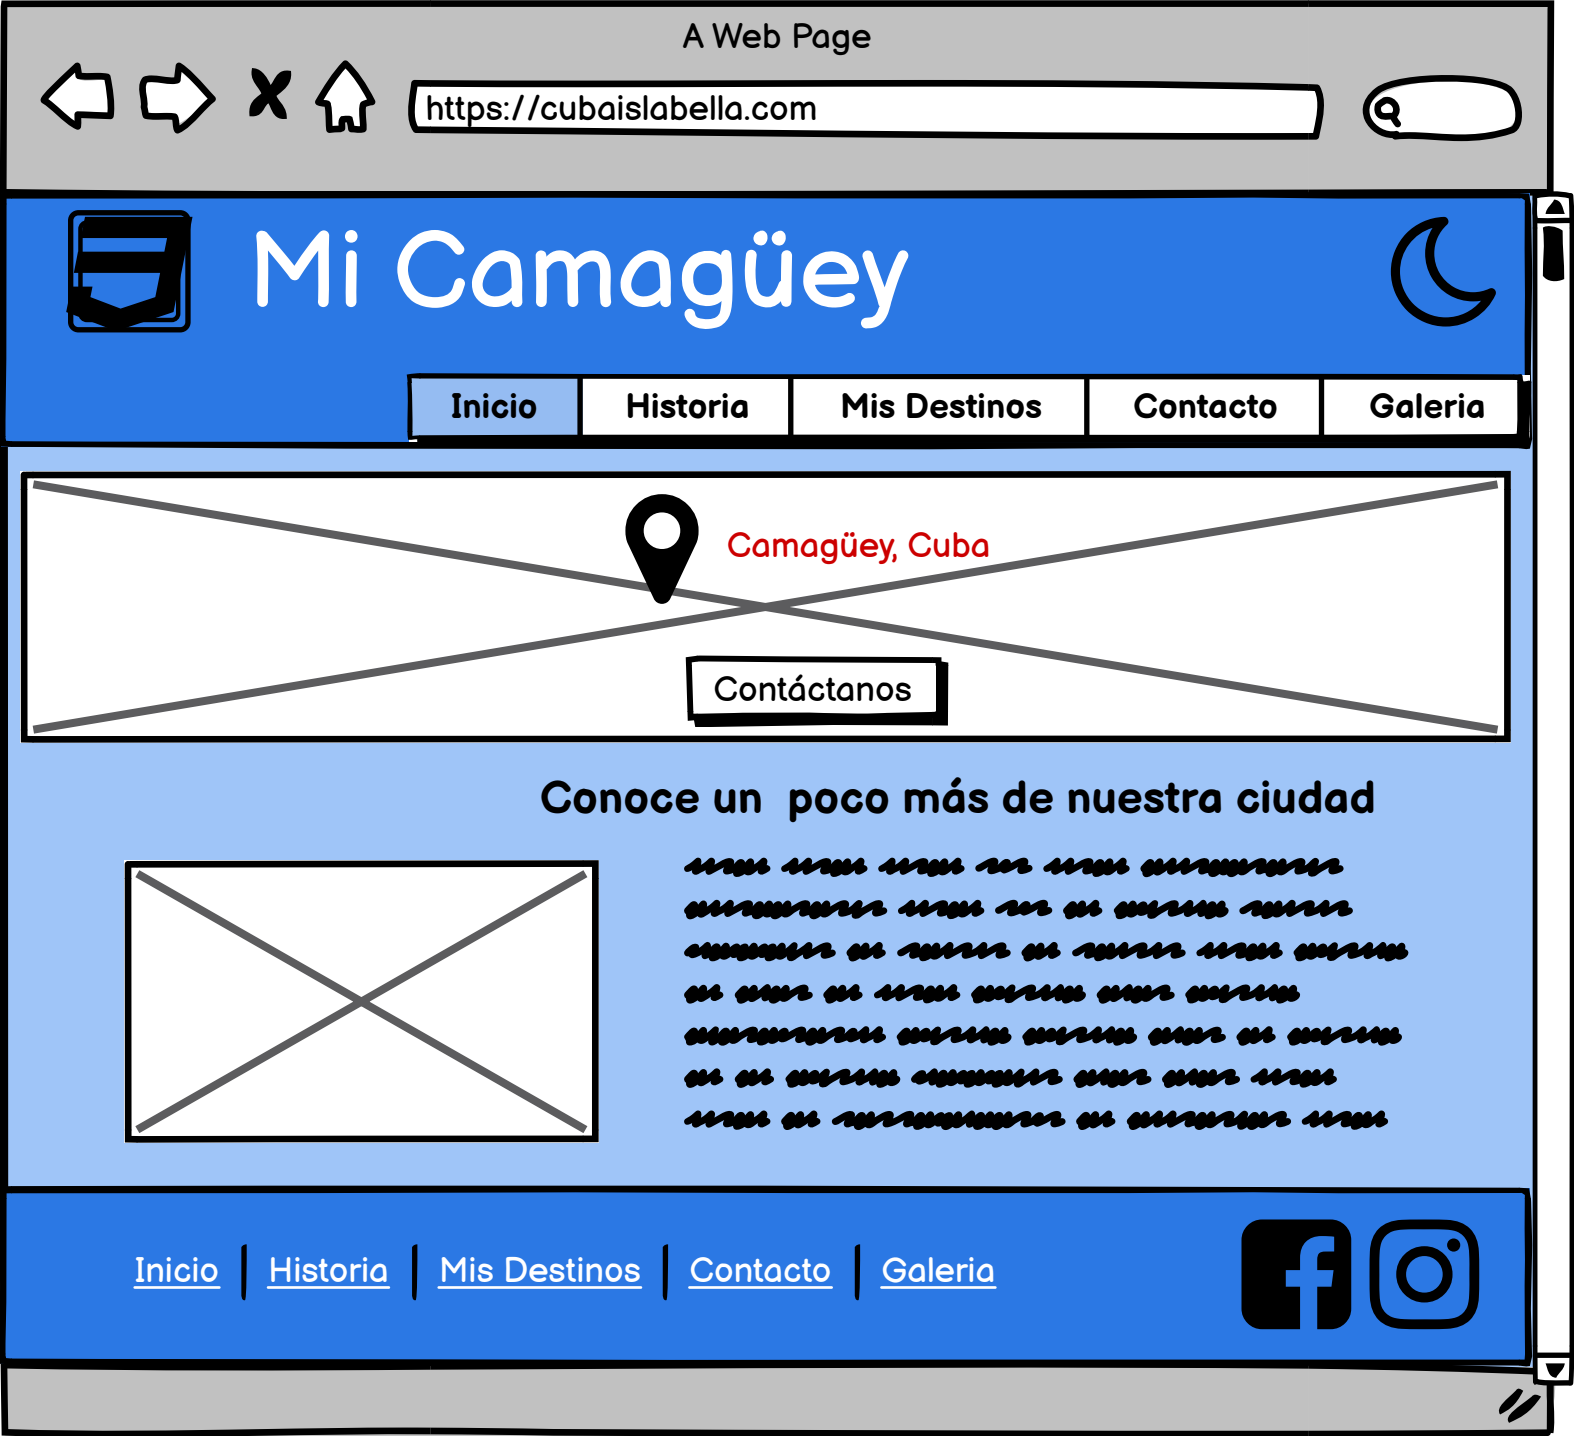 A Web Page
https://cubaislabella.com
Mi Camagüey
Inicio Historia Mis Destinos Contacto Galeria
Camagüey, Cuba
Contáctanos
Conoce un poco más de nuestra ciudad
Inicio Historia Mis Destinos Contacto Galeria